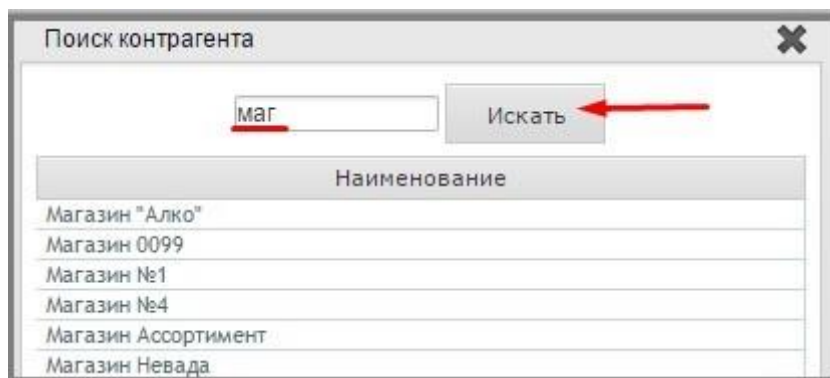 Поиск контрагента
маг
Искать
Наименование
Магазин "Алко"
Магазин 0099
Магазин №1
Магазин №4
Магазин Ассортимент
Магазин Невада